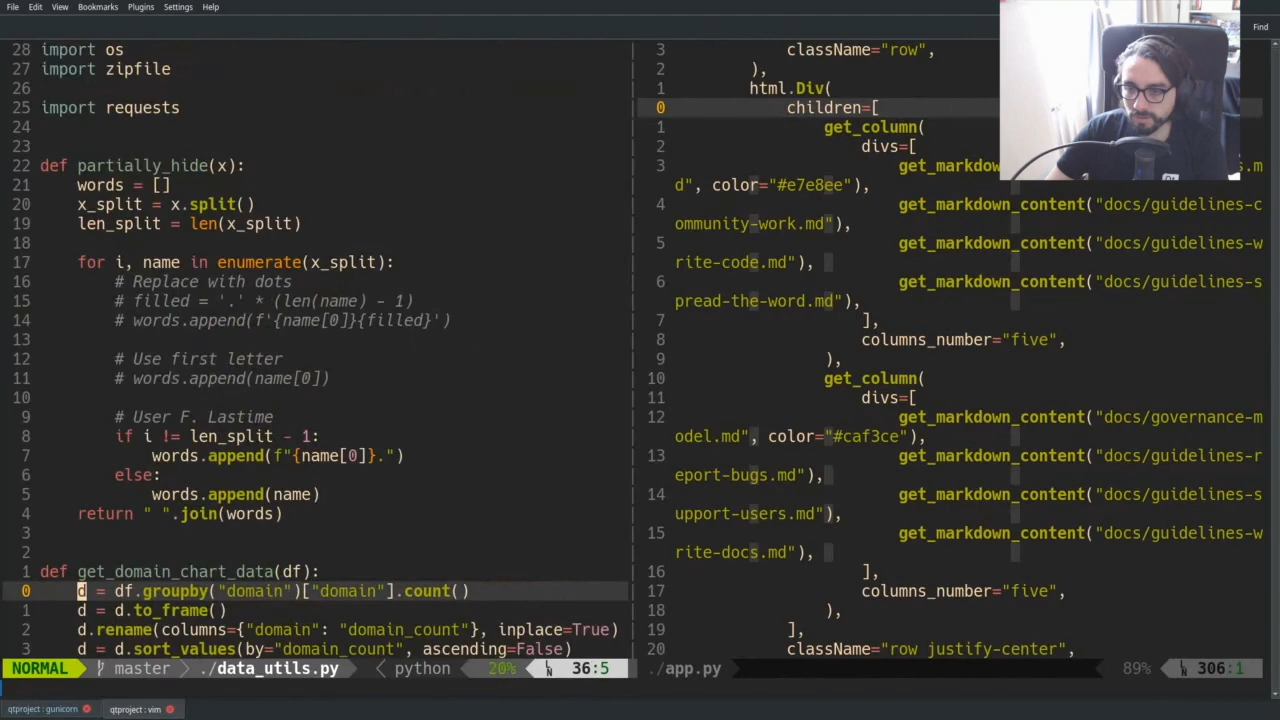 File Edit View Bookmarks Plugins Settings Help
Find
28 import os
27 import zipfile
26
25 import requests
24
23
22 def partially_hide(x):
21 words = []
20 x_split = x.split()
19 len_split = len(x_split)
18
17 for i, name in enumerate(x_split):
16 # Replace with dots
15 # filled = '.' * (len(name) - 1)
14 # words.append(f'{name[0]}{filled}')
12 # Use first letter
11 # words.append(name[0])
10
9 # User F. Lastime
8 if i != len_split - 1:
7 words.append(f"{name[0]}.")
6 else:
5 words.append(name)
4 return " ".join(words)
3
2
1 def get_domain_chart_data(df):
0 d = df.groupby("domain")["domain"].count()
1 d = d.to_frame()
2 d.rename(columns={"domain": "domain_count"}, inplace=True)
3 d = d.sort_values(by="domain_count", ascending=False)
NORMAL master ./data_utils.py python 20% 36:5
3 className="row",
2 ),
1 html.Div(
0 children=[
1 get_column(
2 divs=[
3 get_markdown
s.m
d", color="#e7e8ee"),
4 get_markdown_content("docs/guidelines-c
ommunity-work.md"),
5 get_markdown_content("docs/guidelines-w
rite-code.md"),
6 get_markdown_content("docs/guidelines-s
pread-the-word.md"),
7 ],
8 columns_number="five",
9 ),
10 get_column(
11 divs=[
12 get_markdown_content("docs/governance-m
odel.md", color="#caf3ce"),
13 get_markdown_content("docs/guidelines-r
eport-bugs.md"),
14 get_markdown_content("docs/guidelines-s
upport-users.md"),
15 get_markdown_content("docs/guidelines-w
rite-docs.md"),
16 ],
17 columns_number="five",
18 ),
19 ],
20 className="row justify-center",
./app.py 89% 306:1
qtproject : gunicorn qtproject : vim